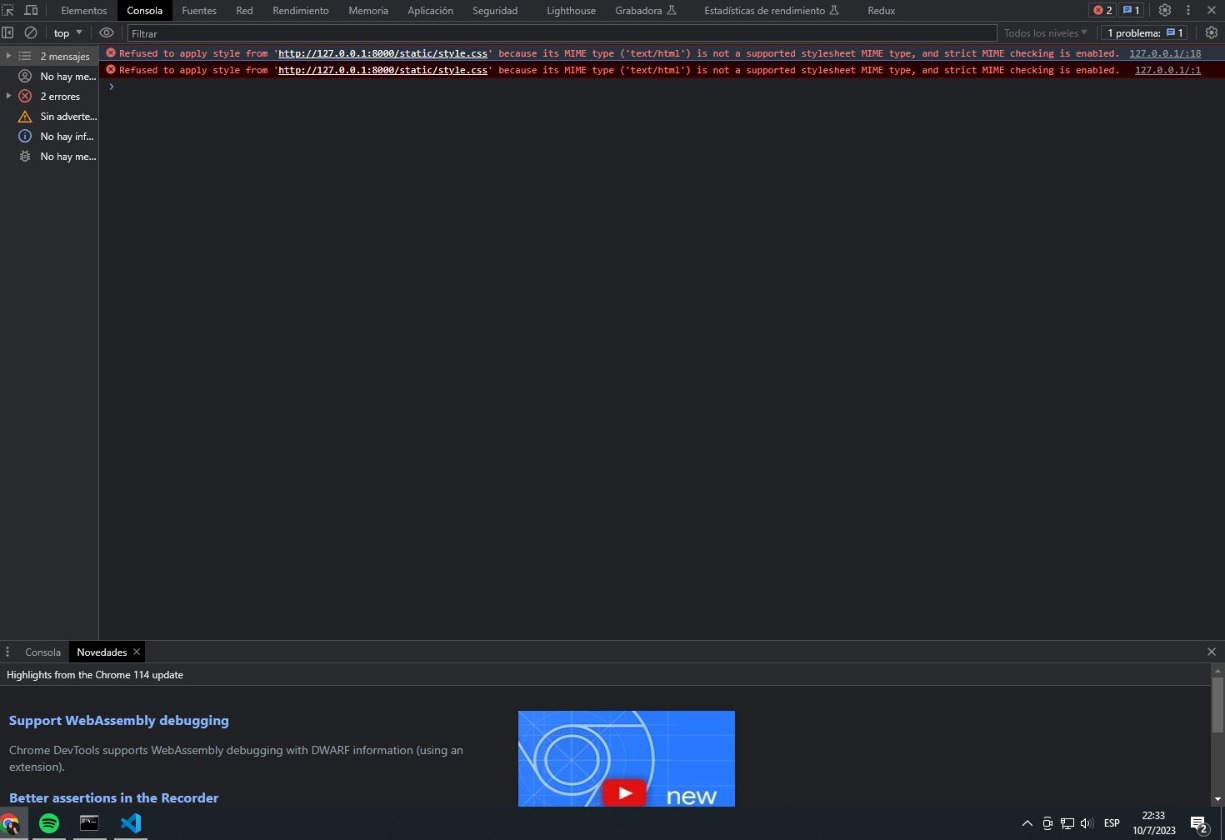 Elementos Consola Fuentes Red Rendimiento Memoria Aplicación Seguridad Lighthouse Grabadora Estadísticas de rendimiento Redux 2 1
top Filtrar Todos los niveles 1 problema: 1
2 mensajes
No hay me...
2 errores
Sin adverte...
No hay inf...
No hay me...
Refused to apply style from 'http://127.0.0.1:8000/static/style.css' because its MIME type ('text/html') is not a supported stylesheet MIME type, and strict MIME checking is enabled. 127.0.0.1/:18
Refused to apply style from 'http://127.0.0.1:8000/static/style.css' because its MIME type ('text/html') is not a supported stylesheet MIME type, and strict MIME checking is enabled. 127.0.0.1/:1
Consola Novedades
Highlights from the Chrome 114 update
Support WebAssembly debugging
Chrome DevTools supports WebAssembly debugging with DWARF information (using an
extension).
Better assertions in the Recorder
new
ESP
22:33
10/7/2023
2